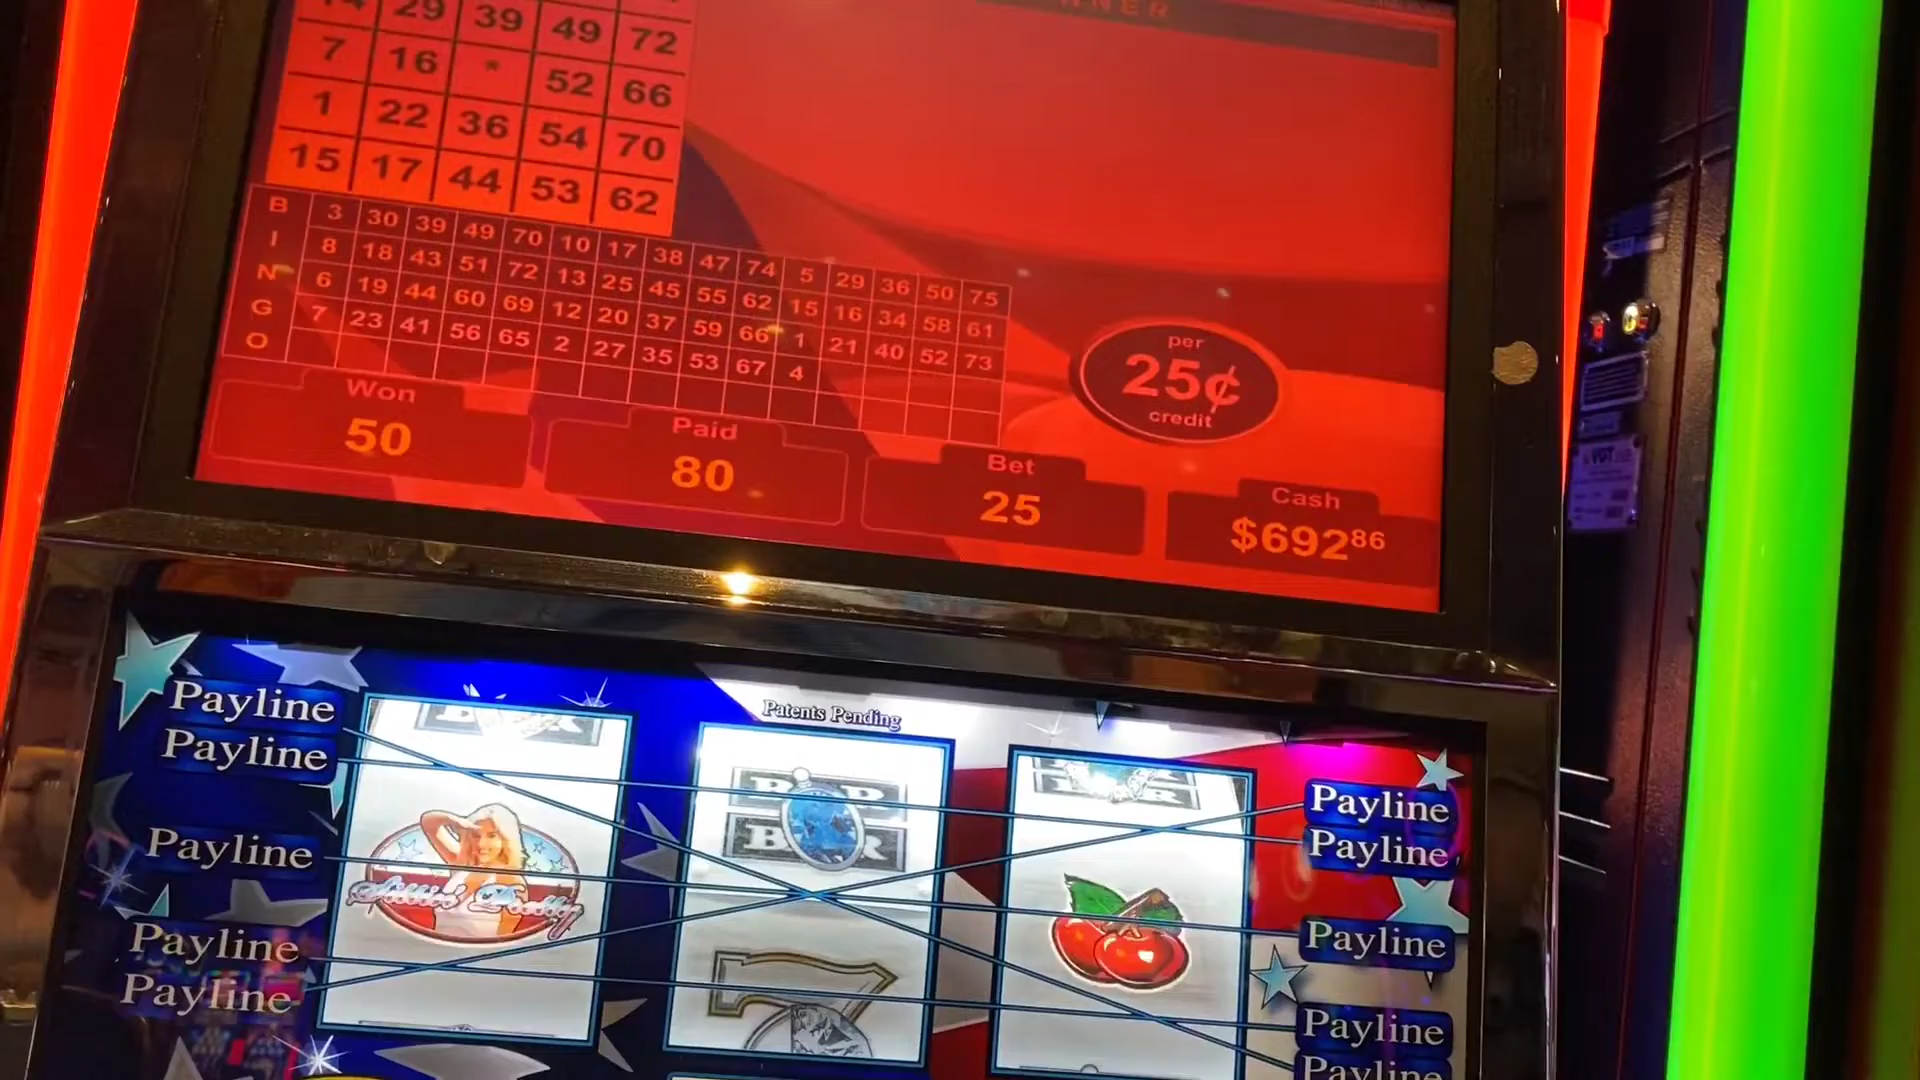 14 29 39 49 72
7 16 * 52 66
1 22 36 54 70
15 17 44 53 62
B 3 30 39 49 70 10 17 38 47 74 5 29 36 50 75
I 8 18 43 51 72 13 25 45 55 62 15 16 34 58 61
N 6 19 44 60 69 12 20 37 59 66 1 21 40 52 73
G 7 23 41 56 65 2 27 35 53 67 4
O
per
25¢
credit
Won
50
Paid
80
Bet
25
Cash
$692 86
Patents Pending
Payline
Payline
Payline
Payline
Payline
BAR
7
Payline
Payline
Payline
Payline
Payline
VGT